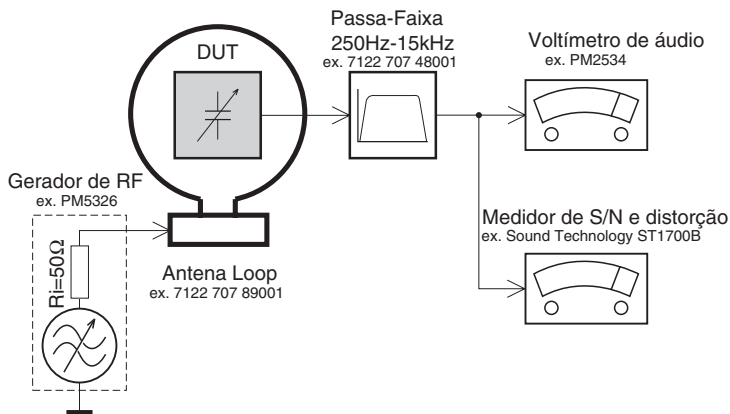 Passa-Faixa
250Hz-15kHz
ex. 7122 707 48001
DUT
Voltímetro de áudio
ex. PM2534
Gerador de RF
ex. PM5326
Ri=50Ω
Medidor de S/N e distorção
ex. Sound Technology ST1700B
Antena Loop
ex. 7122 707 89001